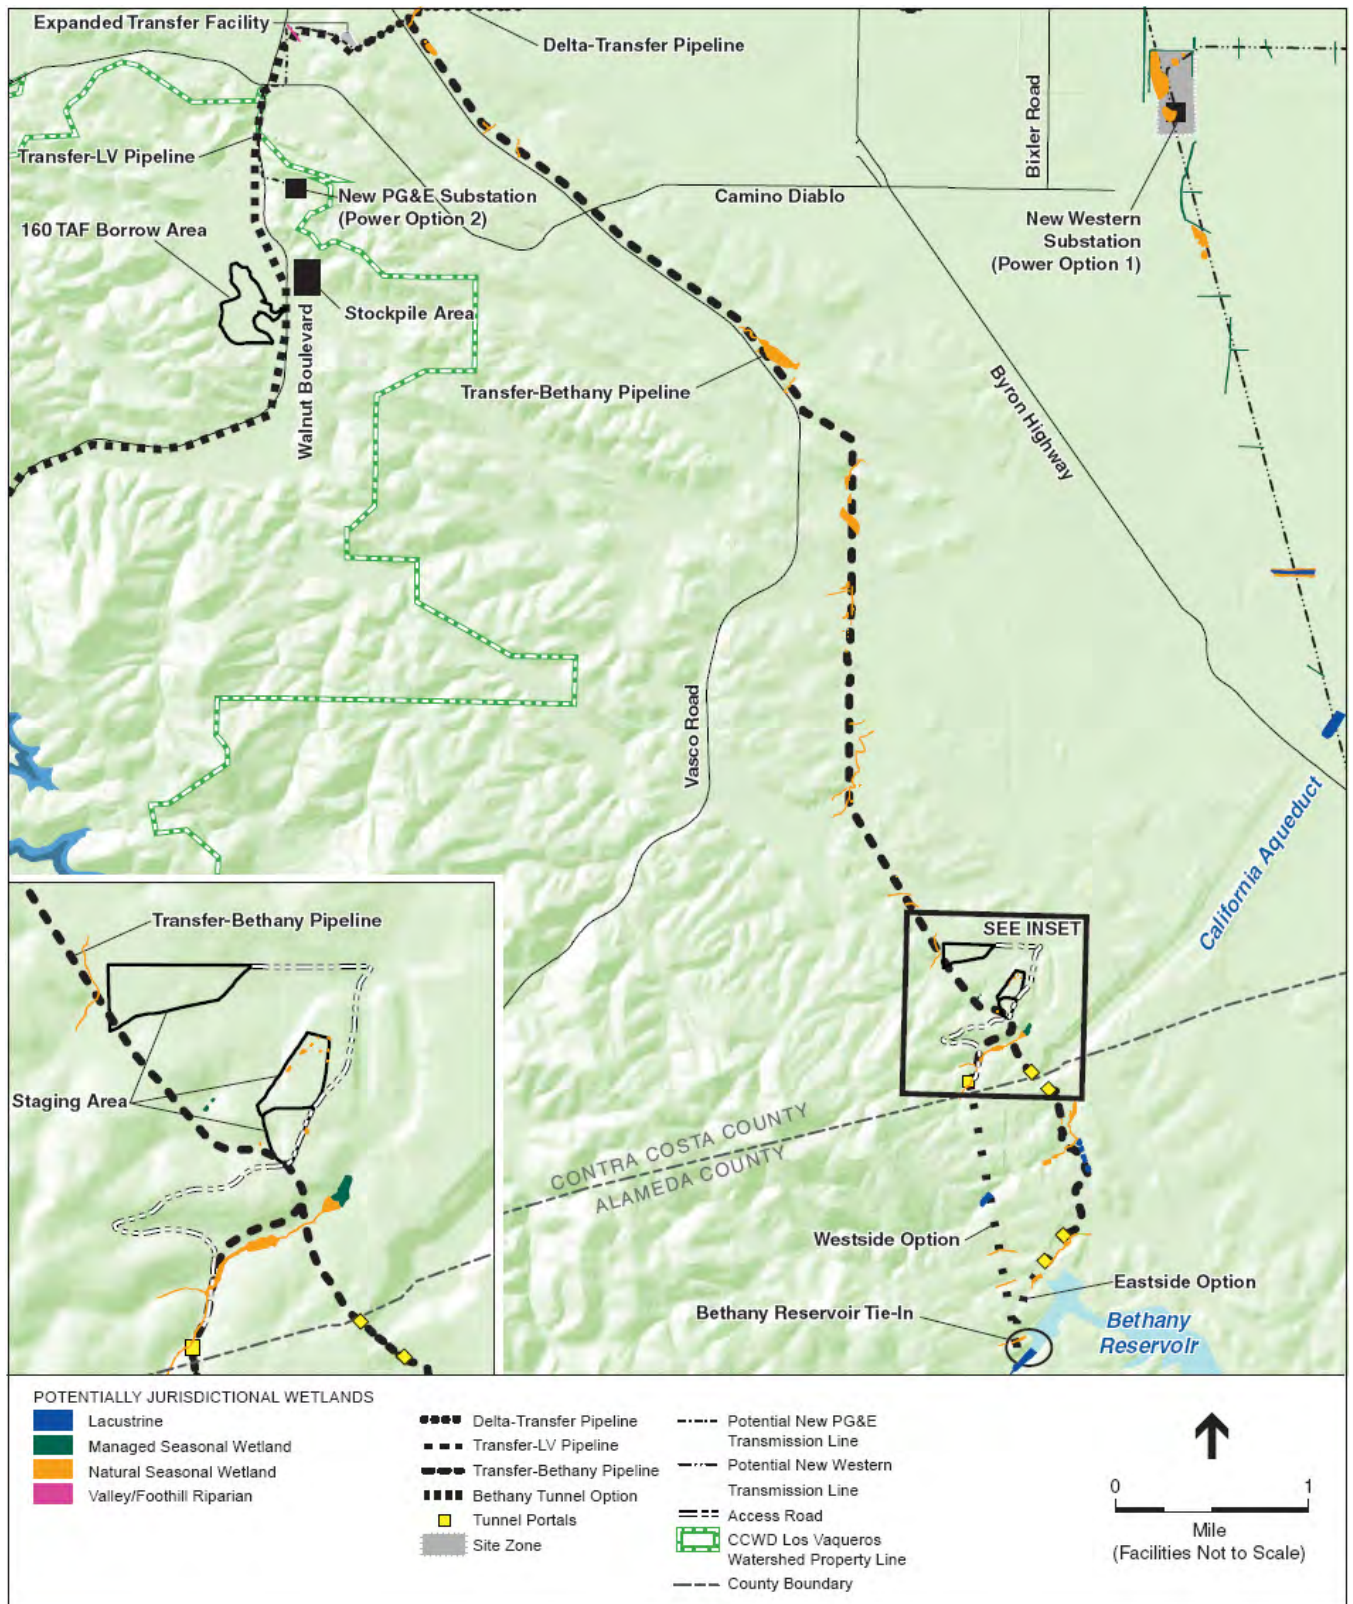 Expanded Transfer Facility
Delta-Transfer Pipeline
Bixler Road
Transfer-LV Pipeline
New PG&E Substation
(Power Option 2)
Camino Diablo
160 TAF Borrow Area
New Western
Substation
(Power Option 1)
Stockpile Area
Walnut Boulevard
Transfer-Bethany Pipeline
Byron Highway
Vasco Road
California Aqueduct
SEE INSET
Transfer-Bethany Pipeline
Staging Area
CONTRA COSTA COUNTY
ALAMEDA COUNTY
Westside Option
Eastside Option
Bethany Reservoir Tie-In
Bethany
Reservoir
POTENTIALLY JURISDICTIONAL WETLANDS
Lacustrine
Managed Seasonal Wetland
Natural Seasonal Wetland
Valley/Foothill Riparian
Delta-Transfer Pipeline
Transfer-LV Pipeline
Transfer-Bethany Pipeline
Bethany Tunnel Option
Tunnel Portals
Site Zone
Potential New PG&E
Transmission Line
Potential New Western
Transmission Line
Access Road
CCWD Los Vaqueros
Watershed Property Line
County Boundary
0 1
Mile
(Facilities Not to Scale)